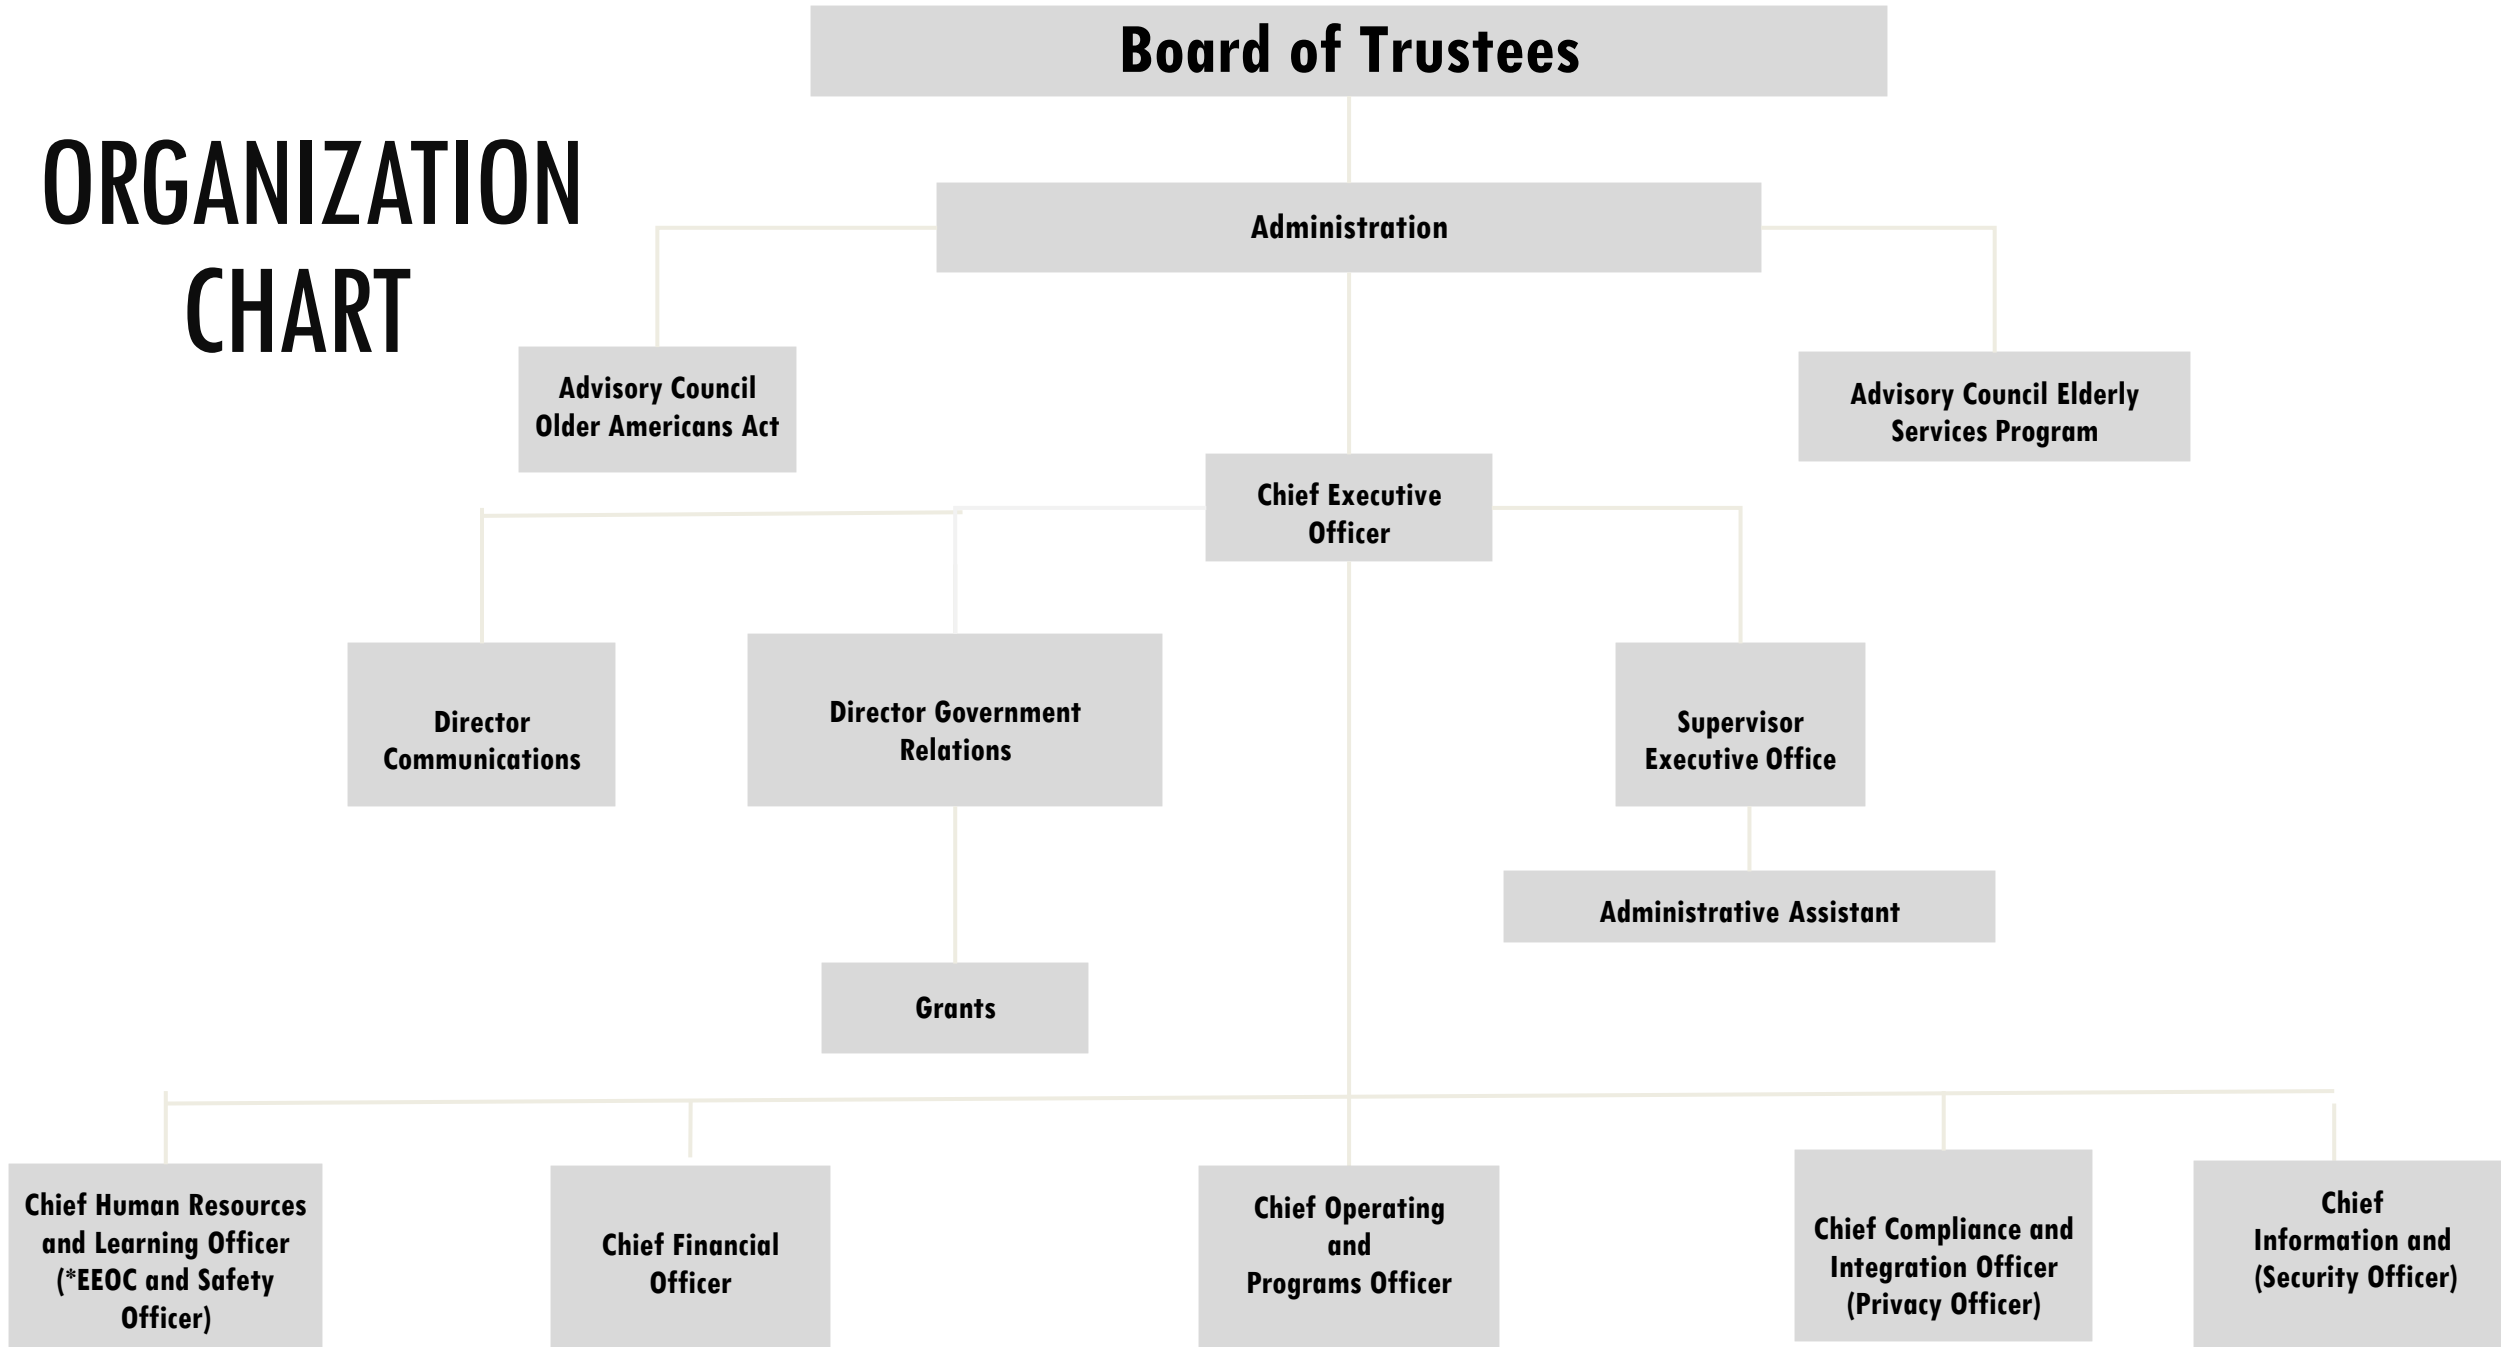 Board of Trustees
ORGANIZATION
CHART
Administration
Advisory Council
Older Americans Act
Advisory Council Elderly
Services Program
Chief Executive
Officer
Director
Communications
Director Government
Relations
Supervisor
Executive Office
Administrative Assistant
Grants
Chief Human Resources
and Learning Officer
(*EEOC and Safety
Officer)
Chief Financial
Officer
Chief Operating
and
Programs Officer
Chief Compliance and
Integration Officer
(Privacy Officer)
Chief
Information and
(Security Officer)